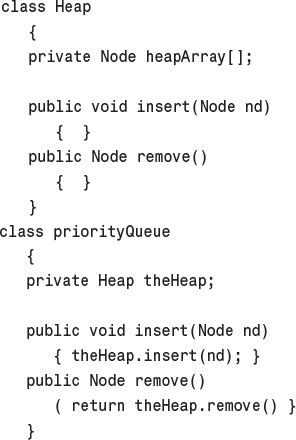 class Heap
{
private Node heapArray[];
public void insert(Node nd)
{ }
public Node remove()
{ }
}
class priorityQueue
{
private Heap theHeap;
public void insert(Node nd)
{ theHeap.insert(nd); }
public Node remove()
( return theHeap.remove() }
}